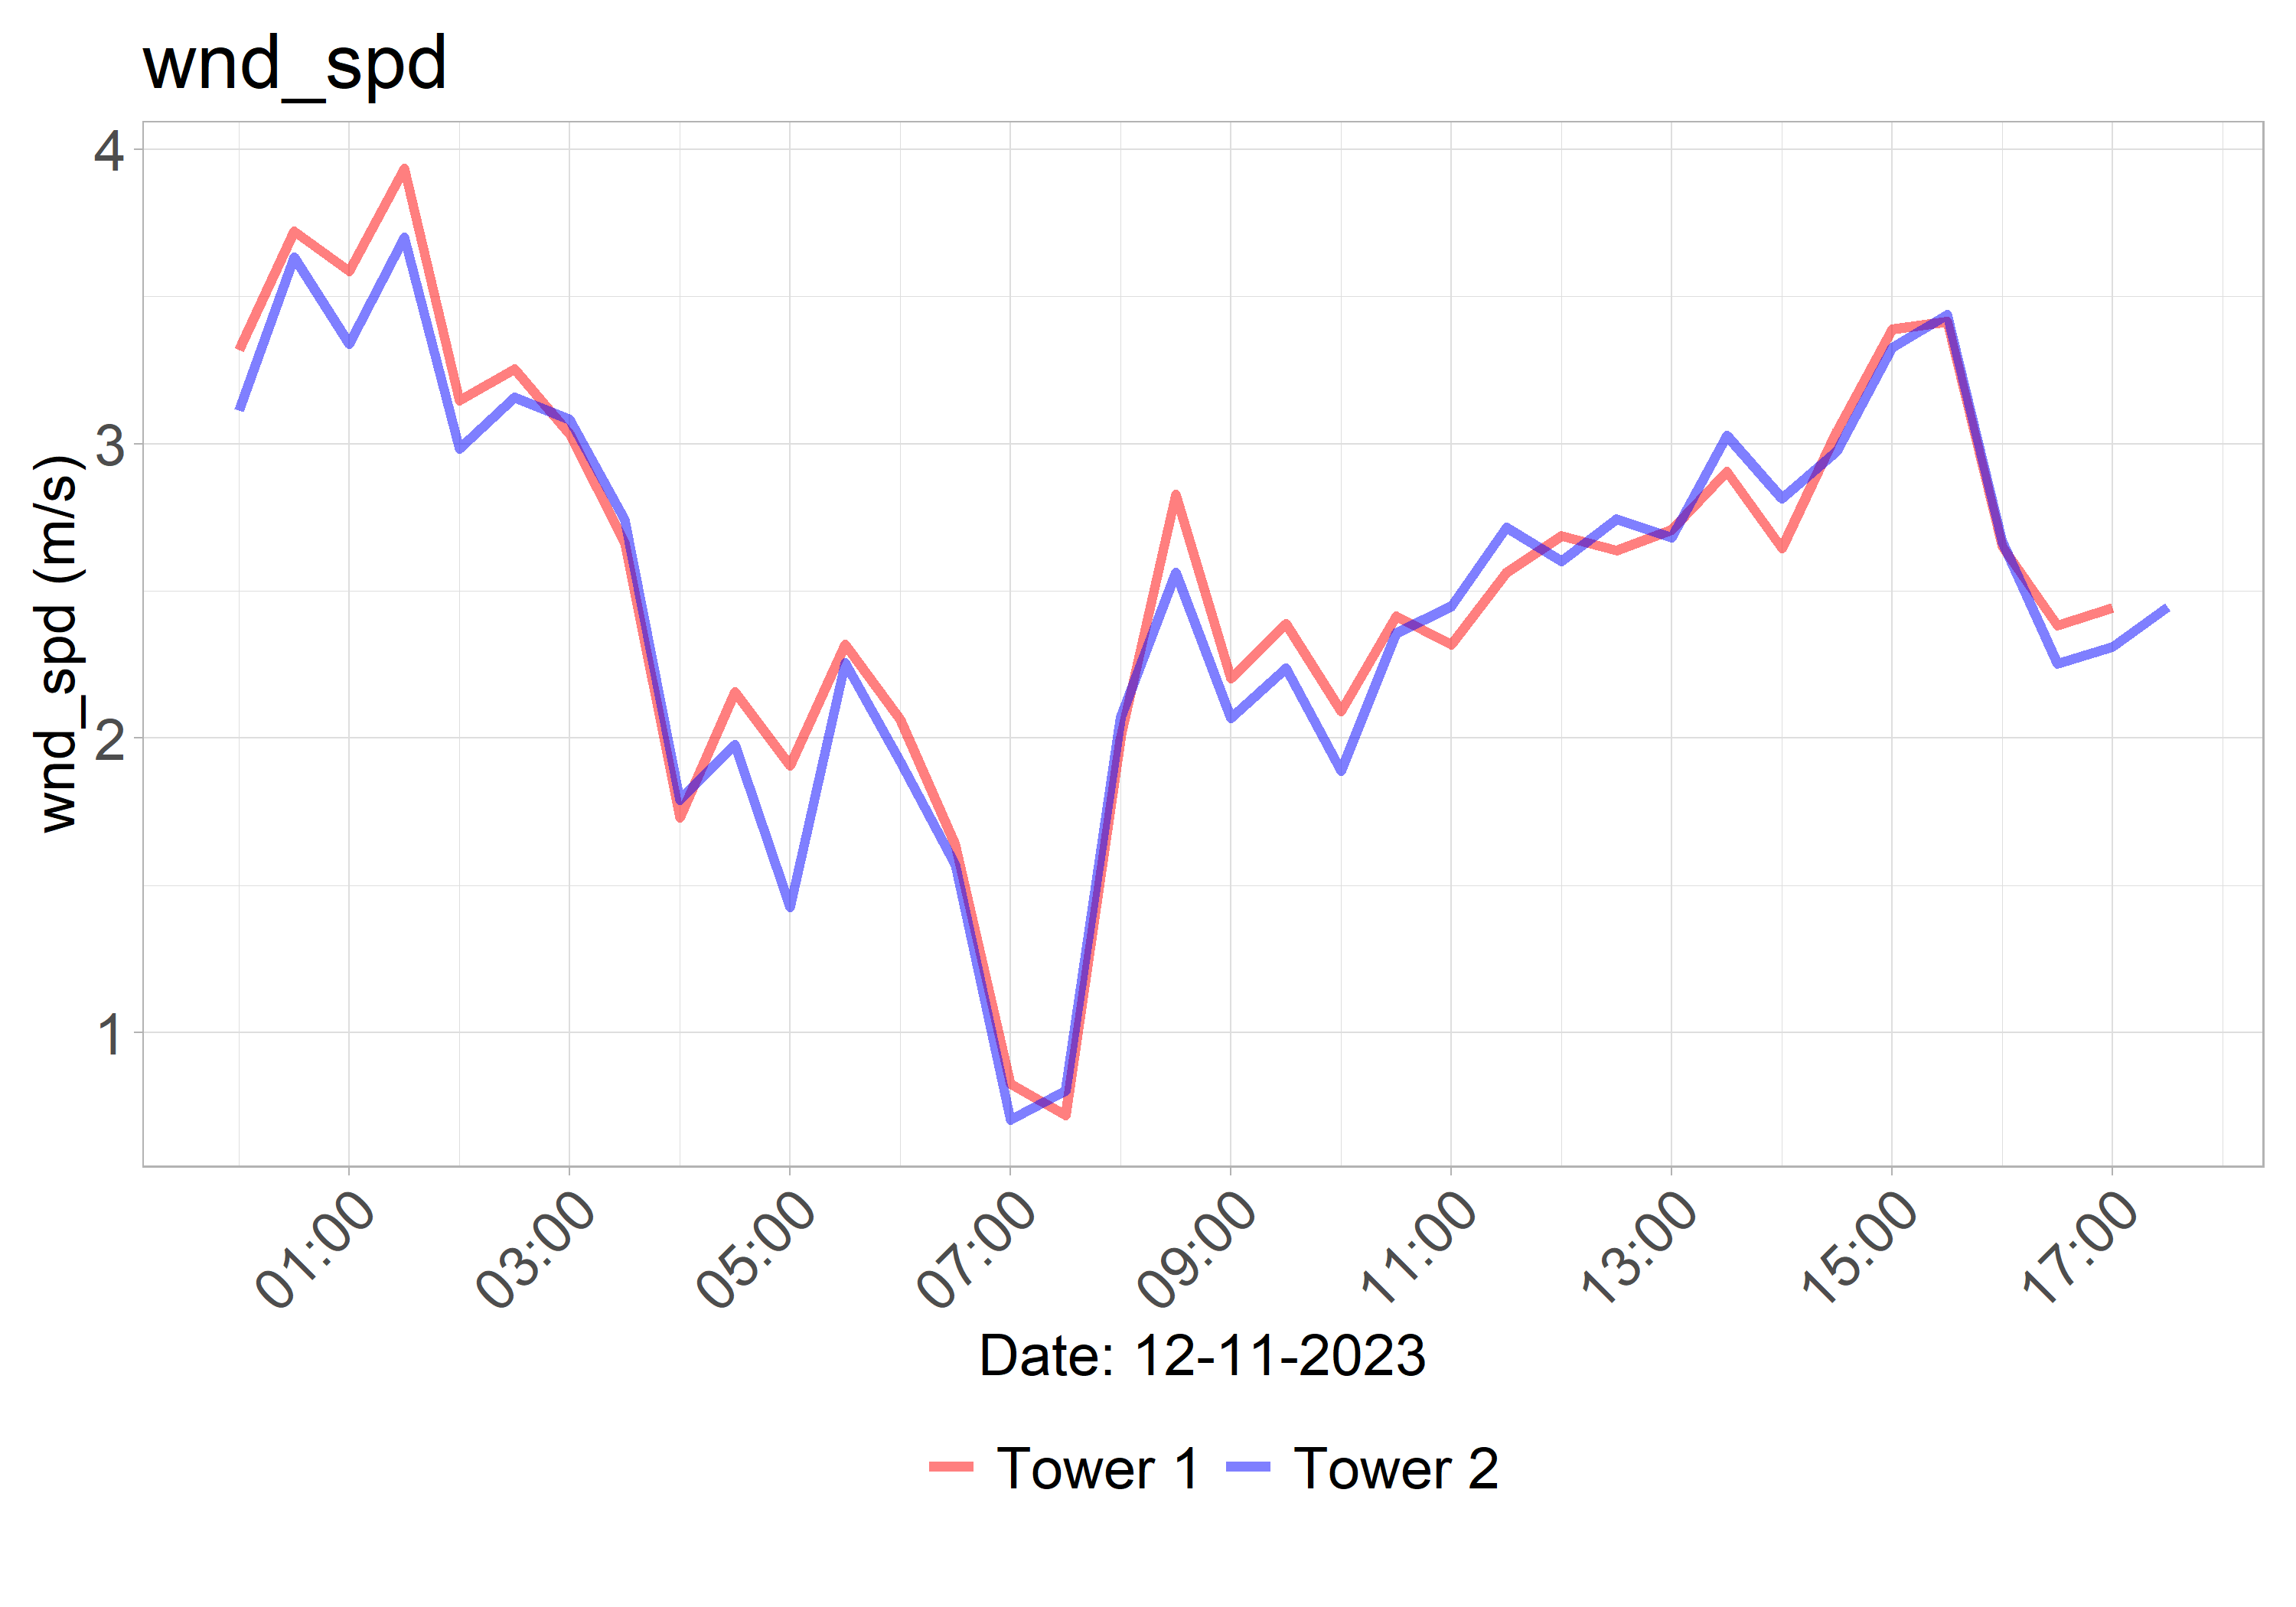 wnd_spd
4
3
2
1
wnd_spd (m/s)
01:00 03:00 05:00 07:00 09:00 11:00 13:00 15:00 17:00
Date: 12-11-2023
Tower 1 Tower 2